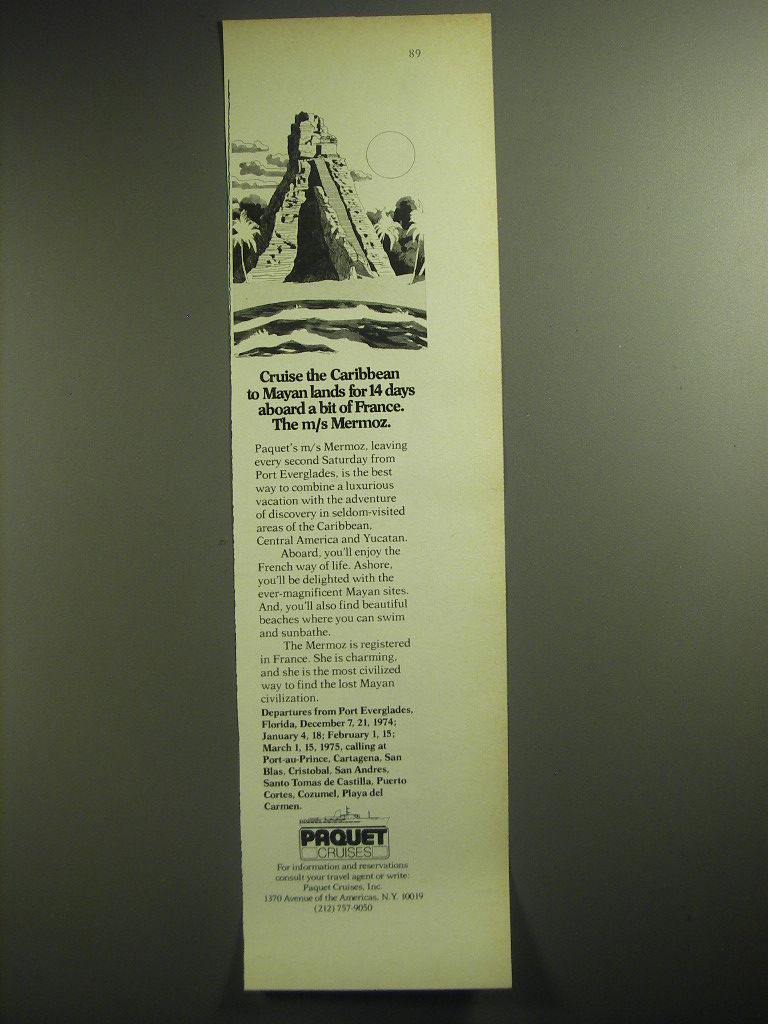 89
Cruise the Caribbean
to Mayan lands for 14 days
aboard a bit of France.
The m/s Mermoz.
Paquet's m/s Mermoz, leaving
every second Saturday from
Port Everglades, is the best
way to combine a luxurious
vacation with the adventure
of discovery in seldom-visited
areas of the Caribbean,
Central America and Yucatan.
Aboard, you'll enjoy the
French way of life. Ashore,
you'll be delighted with the
ever-magnificent Mayan sites.
And, you'll also find beautiful
beaches where you can swim
and sunbathe.
The Mermoz is registered
in France. She is charming,
and she is the most civilized
way to find the lost Mayan
civilization.
Departures from Port Everglades,
Florida, December 7, 21, 1974;
January 4, 18; February 1, 15;
March 1, 15, 1975, calling at
Port-au-Prince, Cartagena, San
Blas, Cristobal, San Andres,
Santo Tomas de Castilla, Puerto
Cortes, Cozumel, Playa del
Carmen.
PAQUET
CRUISES
For information and reservations
consult your travel agent or write:
Paquet Cruises, Inc.
1370 Avenue of the Americas, N.Y. 10019
(212) 757-9050